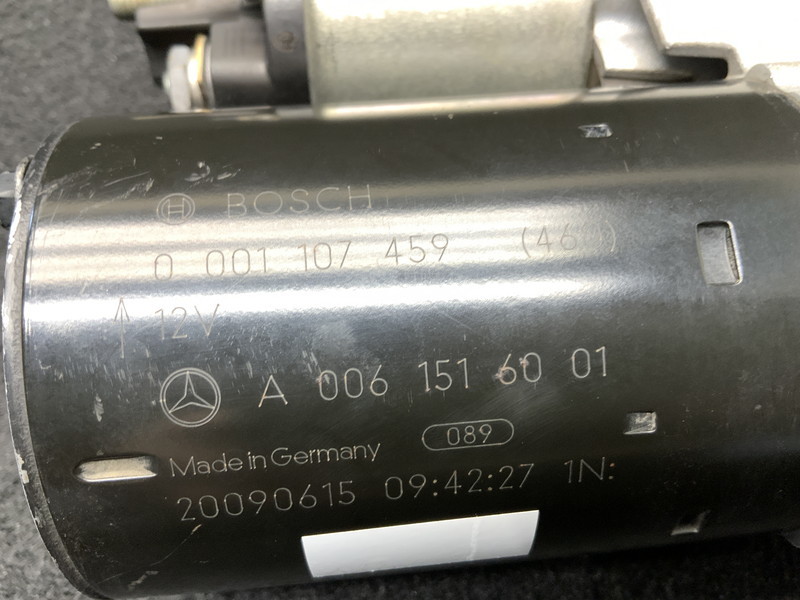 BOSCH
0 001 107 459 (46 )
12V
A 006 151 60 01
Made in Germany 089
20090615 09:42:27 1N: